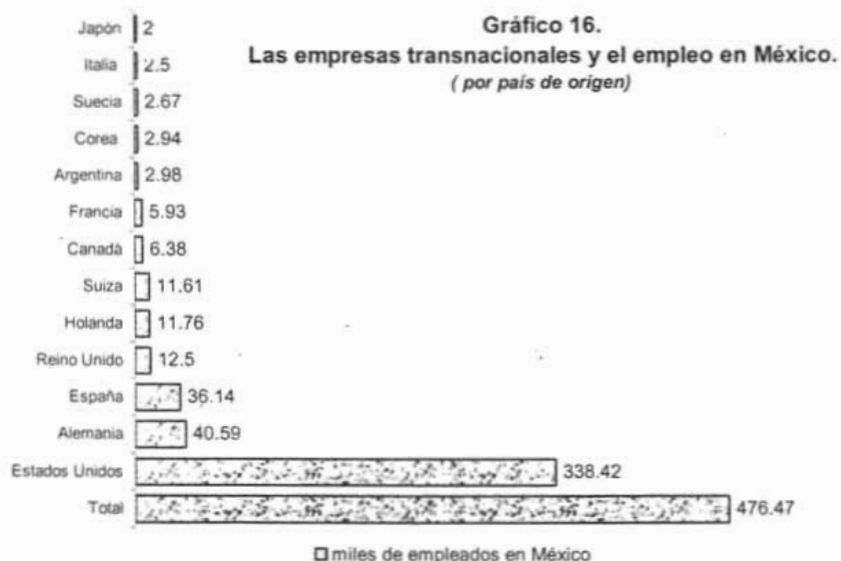 Gráfico 16.
Las empresas transnacionales y el empleo en México.
( por país de origen)
Japón 2
Italia 2.5
Suecia 2.67
Corea 2.94
Argentina 2.98
Francia 5.93
Canadá 6.38
Suiza 11.61
Holanda 11.76
Reino Unido 12.5
España 36.14
Alemania 40.59
Estados Unidos 338.42
Total 476.47
miles de empleados en México